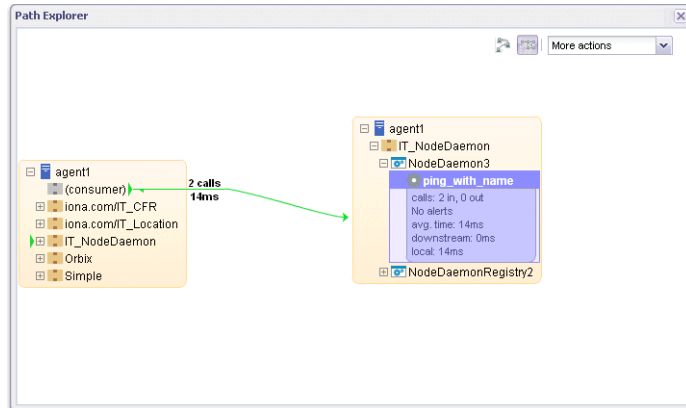 Path Explorer
More actions
agent1
(consumer)
iona.com/IT_CFR
iona.com/IT_Location
IT_NodeDaemon
Orbix
Simple
2 calls
14ms
agent1
IT_NodeDaemon
NodeDaemon3
ping_with_name
calls: 2 in, 0 out
No alerts
avg. time: 14ms
downstream: 0ms
local: 14ms
NodeDaemonRegistry2